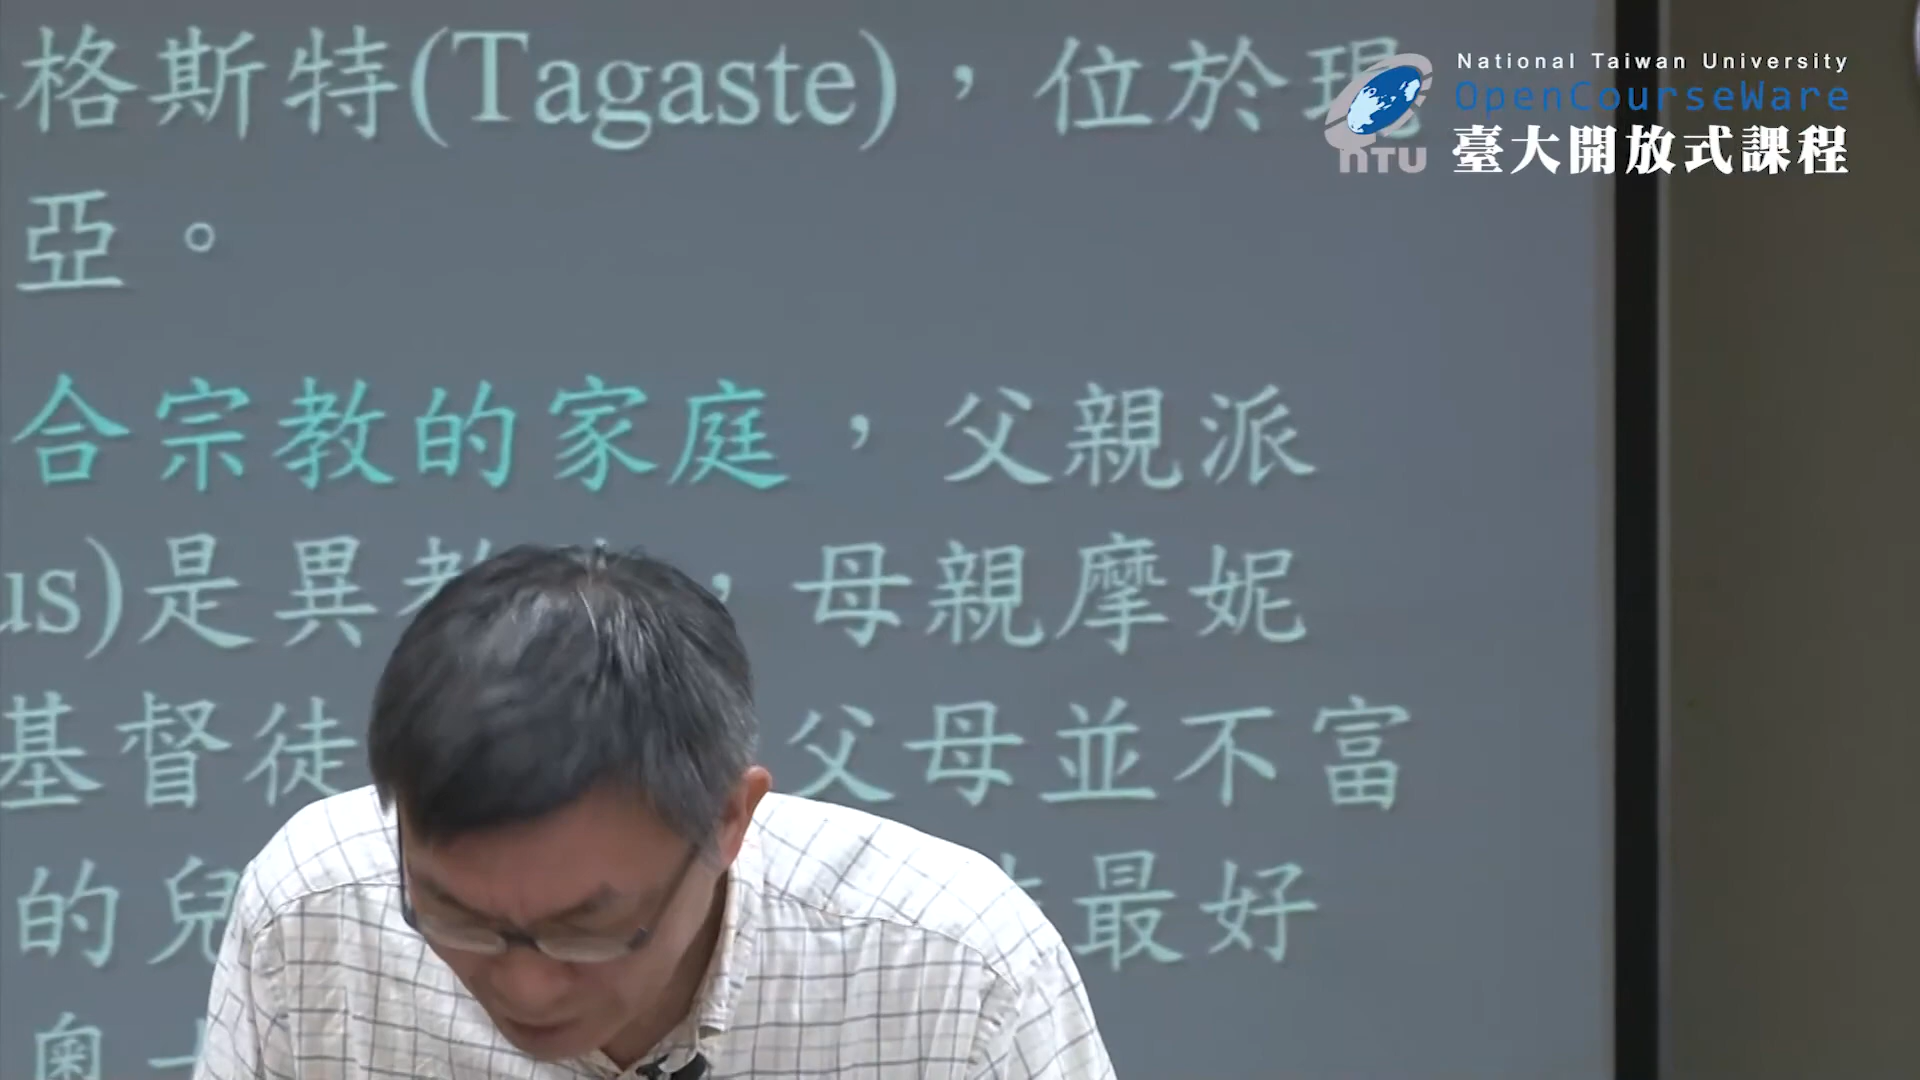 格斯特(Tagaste)，位於現
亞。
合宗教的家庭，父親派
us)是異教，母親摩妮
基督徒父母並不富
的兒最好
奧
National Taiwan University
OpenCourseWare
臺大開放式課程
NTU